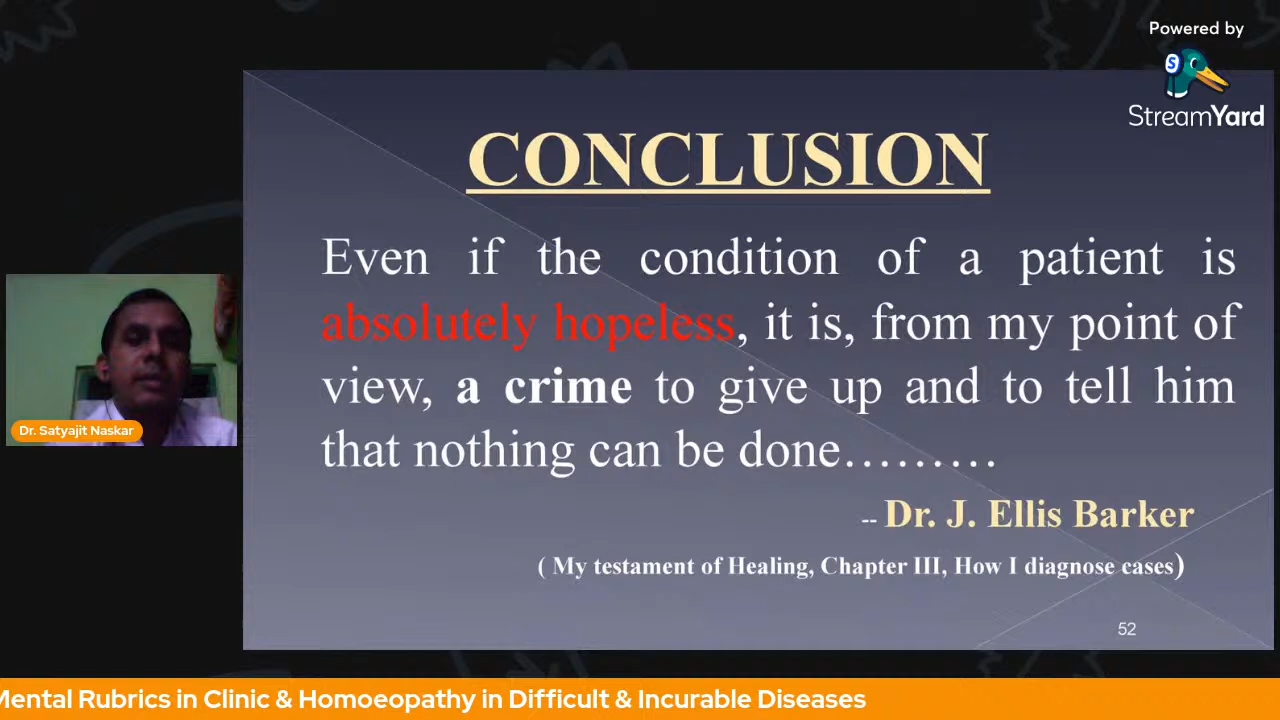 Powered by
StreamYard
CONCLUSION
Even if the condition of a patient is
absolutely hopeless, it is, from my point of
view, a crime to give up and to tell him
that nothing can be done.........
-- Dr. J. Ellis Barker
( My testament of Healing, Chapter III, How I diagnose cases)
52
Dr. Satyajit Naskar
Mental Rubrics in Clinic & Homoeopathy in Difficult & Incurable Diseases